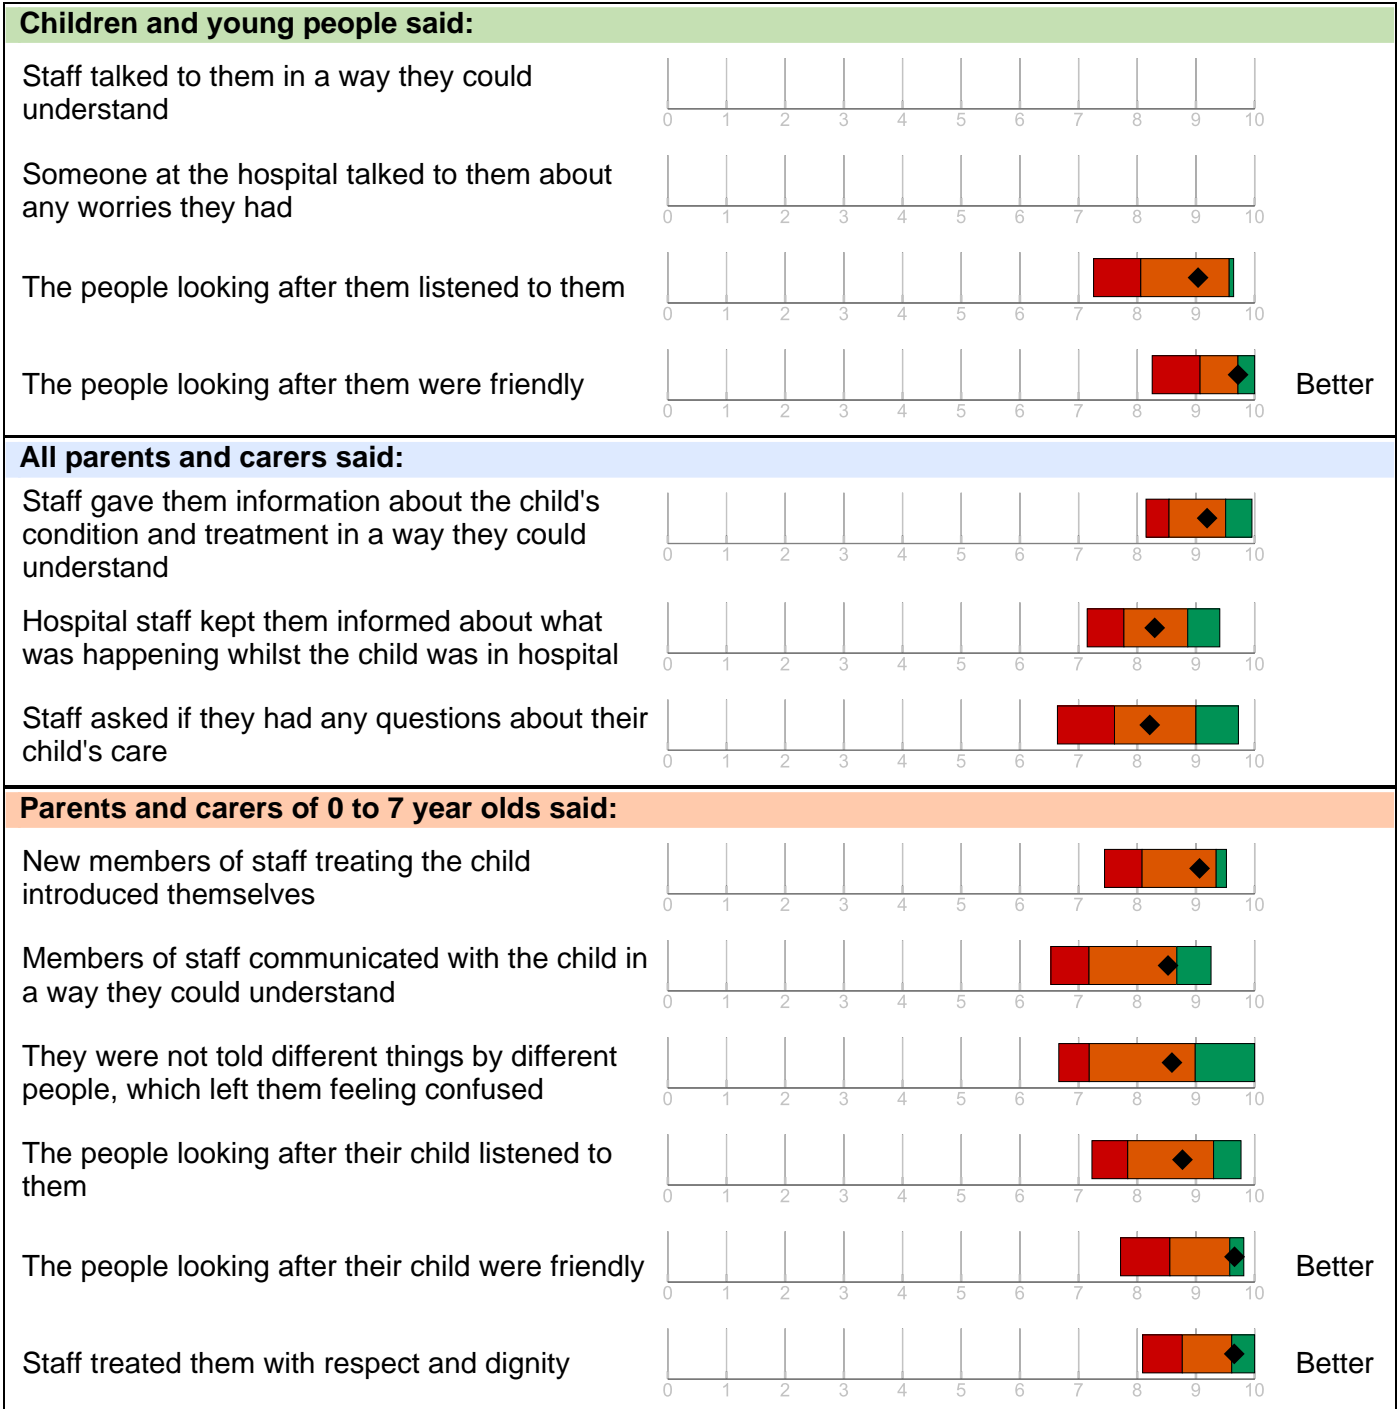 Children and young people said:
Staff talked to them in a way they could
understand
0 1 2 3 4 5 6 7 8 9 10
Someone at the hospital talked to them about
any worries they had
0 1 2 3 4 5 6 7 8 9 10
The people looking after them listened to them
0 1 2 3 4 5 6 7 8 9 10
The people looking after them were friendly
Better
0 1 2 3 4 5 6 7 8 9 10
All parents and carers said:
Staff gave them information about the child's
condition and treatment in a way they could
understand
0 1 2 3 4 5 6 7 8 9 10
Hospital staff kept them informed about what
was happening whilst the child was in hospital
0 1 2 3 4 5 6 7 8 9 10
Staff asked if they had any questions about their
child's care
0 1 2 3 4 5 6 7 8 9 10
Parents and carers of 0 to 7 year olds said:
New members of staff treating the child
introduced themselves
0 1 2 3 4 5 6 7 8 9 10
Members of staff communicated with the child in
a way they could understand
0 1 2 3 4 5 6 7 8 9 10
They were not told different things by different
people, which left them feeling confused
0 1 2 3 4 5 6 7 8 9 10
The people looking after their child listened to
them
0 1 2 3 4 5 6 7 8 9 10
The people looking after their child were friendly
Better
0 1 2 3 4 5 6 7 8 9 10
Staff treated them with respect and dignity
Better
0 1 2 3 4 5 6 7 8 9 10